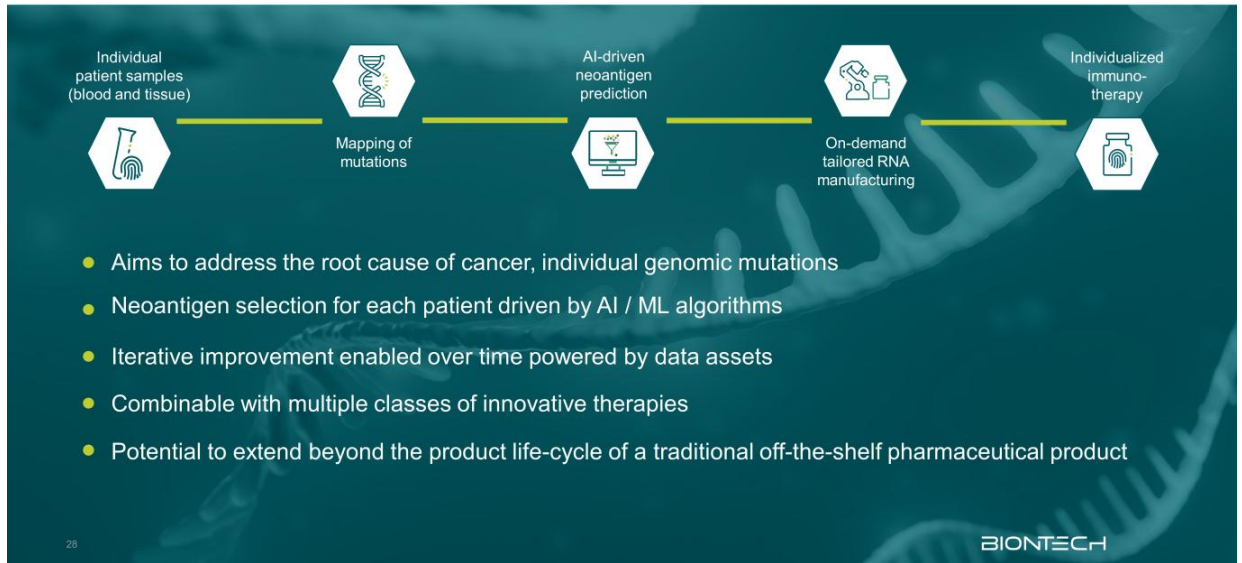 Individual
patient samples
(blood and tissue)
Mapping of
mutations
AI-driven
neoantigen
prediction
On-demand
tailored RNA
manufacturing
Individualized
immuno-
therapy
Aims to address the root cause of cancer, individual genomic mutations
Neoantigen selection for each patient driven by AI / ML algorithms
Iterative improvement enabled over time powered by data assets
Combinable with multiple classes of innovative therapies
Potential to extend beyond the product life-cycle of a traditional off-the-shelf pharmaceutical product
28
BIONTECH